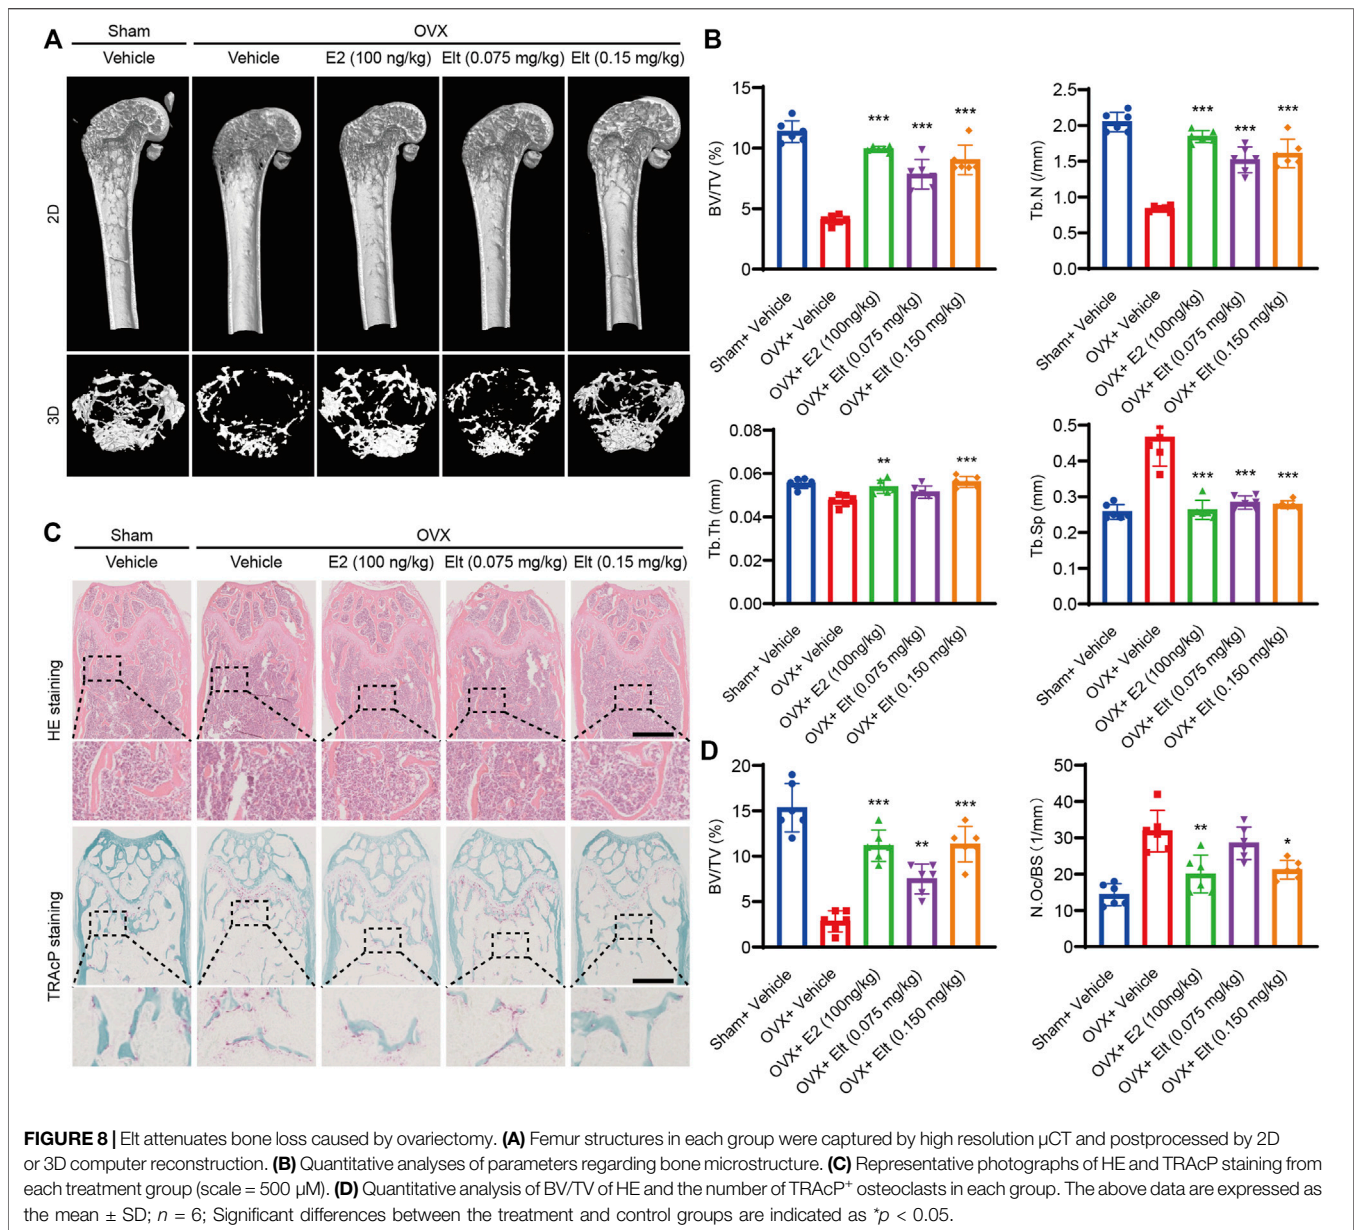 A
Sham
OVX
Vehicle
Vehicle
E2 (100 ng/kg)
Elt (0.075 mg/kg)
Elt (0.15 mg/kg)
2D
3D
B
BV/TV (%)
15
10
5
0
Sham+ Vehicle
OVX+ Vehicle
OVX+ E2 (100ng/kg)
OVX+ Elt (0.075 mg/kg)
OVX+ Elt (0.150 mg/kg)
***
***
***
Tb.N (/mm)
2.5
2.0
1.5
1.0
0.5
0.0
Sham+ Vehicle
OVX+ Vehicle
OVX+ E2 (100ng/kg)
OVX+ Elt (0.075 mg/kg)
OVX+ Elt (0.150 mg/kg)
***
***
***
Tb.Th (mm)
0.08
0.06
0.04
0.02
0.00
Sham+ Vehicle
OVX+ Vehicle
OVX+ E2 (100ng/kg)
OVX+ Elt (0.075 mg/kg)
OVX+ Elt (0.150 mg/kg)
**
***
Tb.Sp (mm)
0.5
0.4
0.3
0.2
0.1
0.0
Sham+ Vehicle
OVX+ Vehicle
OVX+ E2 (100ng/kg)
OVX+ Elt (0.075 mg/kg)
OVX+ Elt (0.150 mg/kg)
***
***
***
C
Sham
OVX
Vehicle
Vehicle
E2 (100 ng/kg)
Elt (0.075 mg/kg)
Elt (0.15 mg/kg)
HE staining
TRAcP staining
D
BV/TV (%)
20
15
10
5
0
Sham+ Vehicle
OVX+ Vehicle
OVX+ E2 (100ng/kg)
OVX+ Elt (0.075 mg/kg)
OVX+ Elt (0.150 mg/kg)
***
**
***
N.Oc/BS (1/mm)
50
40
30
20
10
0
Sham+ Vehicle
OVX+ Vehicle
OVX+ E2 (100ng/kg)
OVX+ Elt (0.075 mg/kg)
OVX+ Elt (0.150 mg/kg)
**
*
FIGURE 8 | Elt attenuates bone loss caused by ovariectomy. (A) Femur structures in each group were captured by high resolution µCT and postprocessed by 2D
or 3D computer reconstruction. (B) Quantitative analyses of parameters regarding bone microstructure. (C) Representative photographs of HE and TRAcP staining from
each treatment group (scale = 500 µM). (D) Quantitative analysis of BV/TV of HE and the number of TRAcP⁺ osteoclasts in each group. The above data are expressed as
the mean ± SD; n = 6; Significant differences between the treatment and control groups are indicated as *p < 0.05.